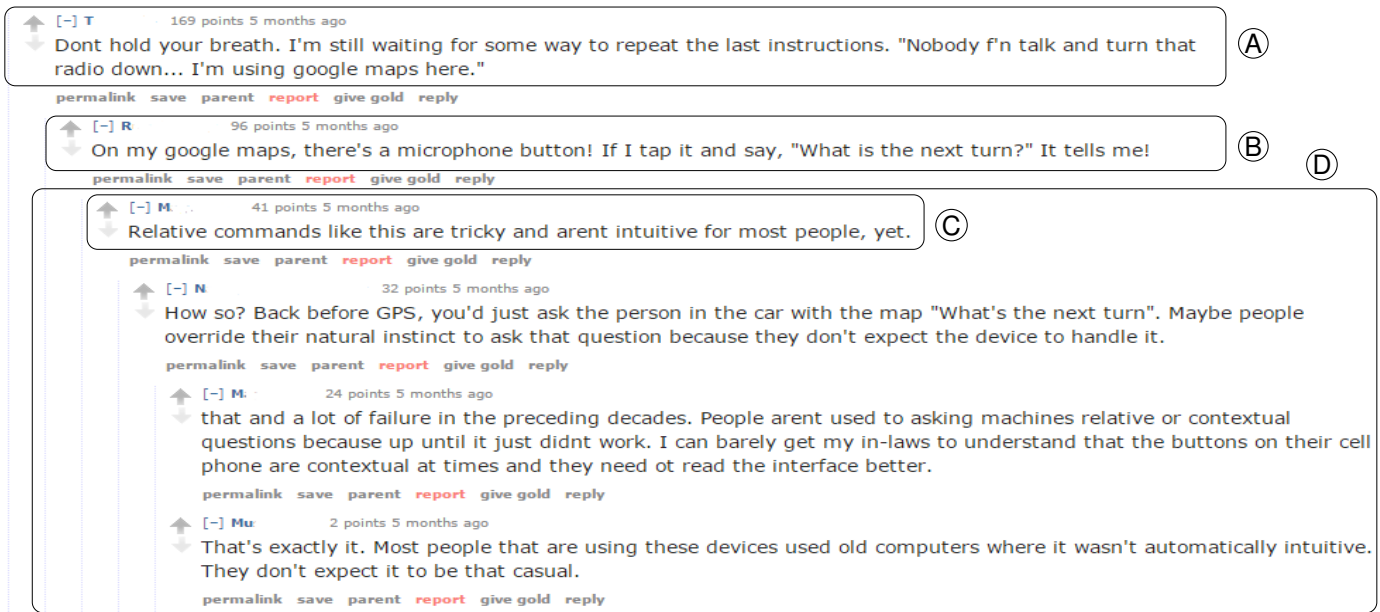 [-] T 169 points 5 months ago
Dont hold your breath. I'm still waiting for some way to repeat the last instructions. "Nobody f'n talk and turn that
radio down... I'm using google maps here."
A
permalink save parent report give gold reply
[-] R 96 points 5 months ago
On my google maps, there's a microphone button! If I tap it and say, "What is the next turn?" It tells me!
B
D
permalink save parent report give gold reply
[-] M 41 points 5 months ago
Relative commands like this are tricky and arent intuitive for most people, yet.
C
permalink save parent report give gold reply
[-] N 32 points 5 months ago
How so? Back before GPS, you'd just ask the person in the car with the map "What's the next turn". Maybe people
override their natural instinct to ask that question because they don't expect the device to handle it.
permalink save parent report give gold reply
[-] M 24 points 5 months ago
that and a lot of failure in the preceding decades. People arent used to asking machines relative or contextual
questions because up until it just didnt work. I can barely get my in-laws to understand that the buttons on their cell
phone are contextual at times and they need ot read the interface better.
permalink save parent report give gold reply
[-] Mu 2 points 5 months ago
That's exactly it. Most people that are using these devices used old computers where it wasn't automatically intuitive.
They don't expect it to be that casual.
permalink save parent report give gold reply